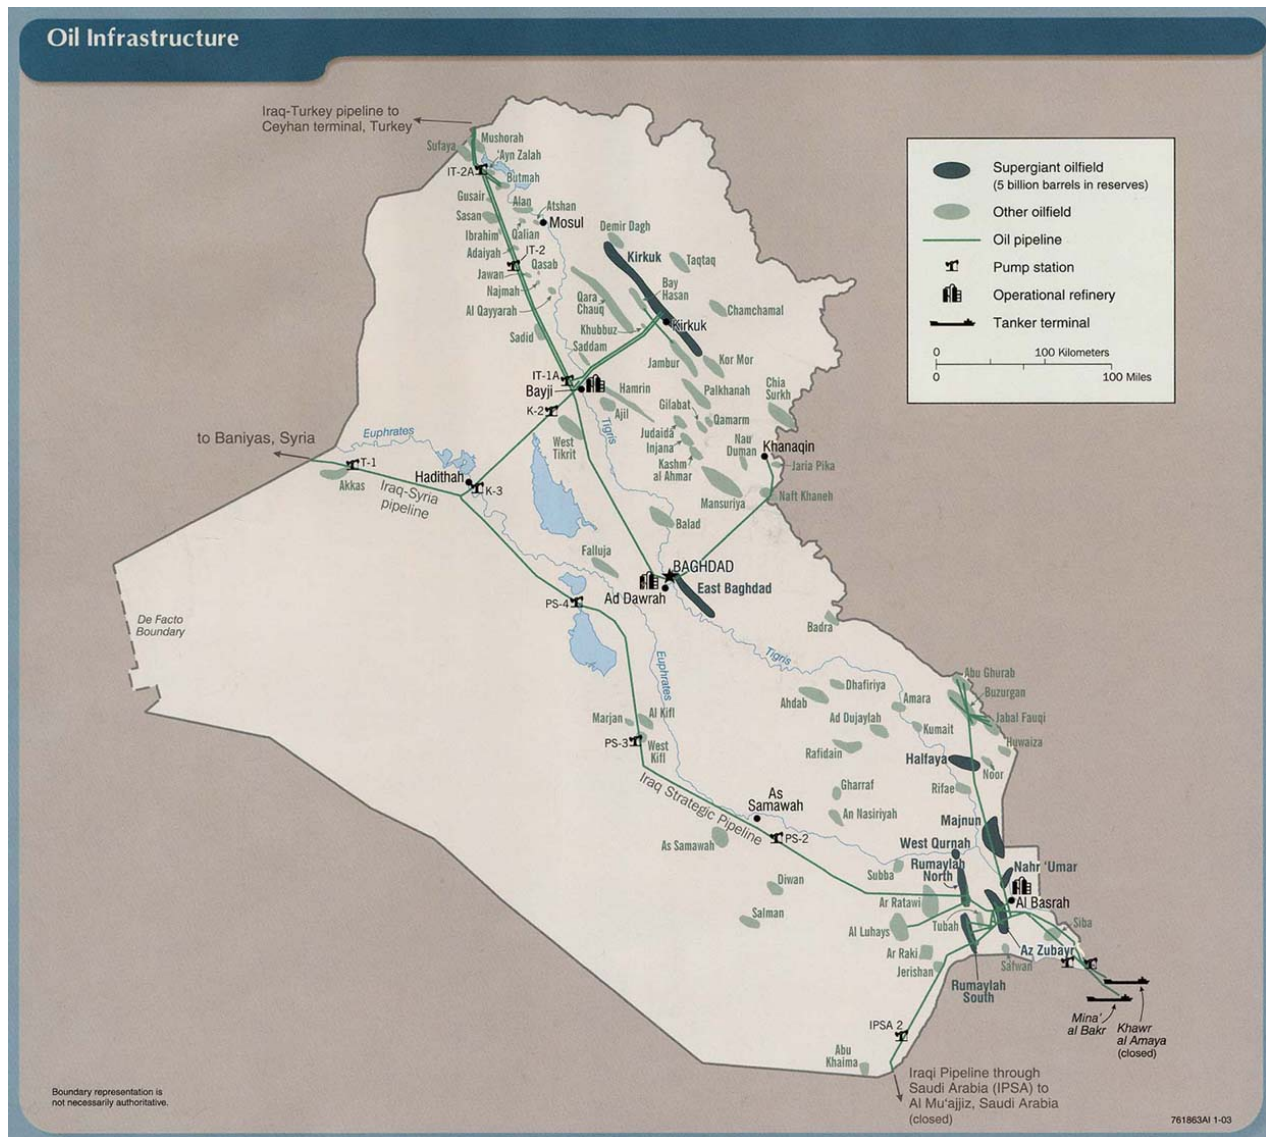 Oil Infrastructure
Iraq-Turkey pipeline to
Ceyhan terminal, Turkey
Supergiant oilfield
(5 billion barrels in reserves)
Other oilfield
Oil pipeline
Pump station
Operational refinery
Tanker terminal
0
100 Kilometers
0
100 Miles
Mushorah
Sufaya
'Ayn Zalah
IT-2A
Butmah
Gusair
Alan
Atshan
Sasan
Mosul
Ibrahim
Qalian
Demir Dagh
Adaiyah
IT-2
Kirkuk
Taqtaq
Jawan
Qasab
Najmah
Bay
Hasan
Qara
Chauq
Al Qayyarah
Chamchamal
Khubbuz
Kirkuk
Sadid
Saddam
Jambur
Kor Mor
IT-1A
Bayji
Hamrin
Palkhanah
Chia
Surkh
K-2
Ajil
Gilabat
Qamarm
Tigris
Judaida
Injana
Nau
Duman
Khanaqin
West
Tikrit
Kashm
al Ahmar
Jaria Pika
Euphrates
to Baniyas, Syria
T-1
Hadithah
Akkas
K-3
Iraq-Syria
pipeline
Mansuriya
Naft Khaneh
Balad
Falluja
BAGHDAD
East Baghdad
Ad Dawrah
PS-4
De Facto
Boundary
Badra
Tigris
Euphrates
Abu Ghurab
Dhafiriya
Buzurgan
Ahdab
Amara
Marjan
Al Kifl
Ad Dujaylah
Kumait
Jabal Fauqi
PS-3
West
Kifl
Rafidain
Huwaiza
Halfaya
Noor
Iraq Strategic Pipeline
Gharraf
Rifae
As
Samawah
An Nasiriyah
Majnun
PS-2
As Samawah
West Qurnah
Rumaylah
North
Nahr 'Umar
Subba
Diwan
Ar Ratawi
Al Basrah
Salman
Tubah
Siba
Al Luhays
Ar Raki
Az Zubayr
Jerishan
Safwan
Rumaylah
South
Mina'
al Bakr
Khawr
al Amaya
(closed)
IPSA 2
Abu
Khaima
Iraqi Pipeline through
Saudi Arabia (IPSA) to
Al Mu'ajjiz, Saudi Arabia
(closed)
Boundary representation is
not necessarily authoritative.
761863AI 1-03